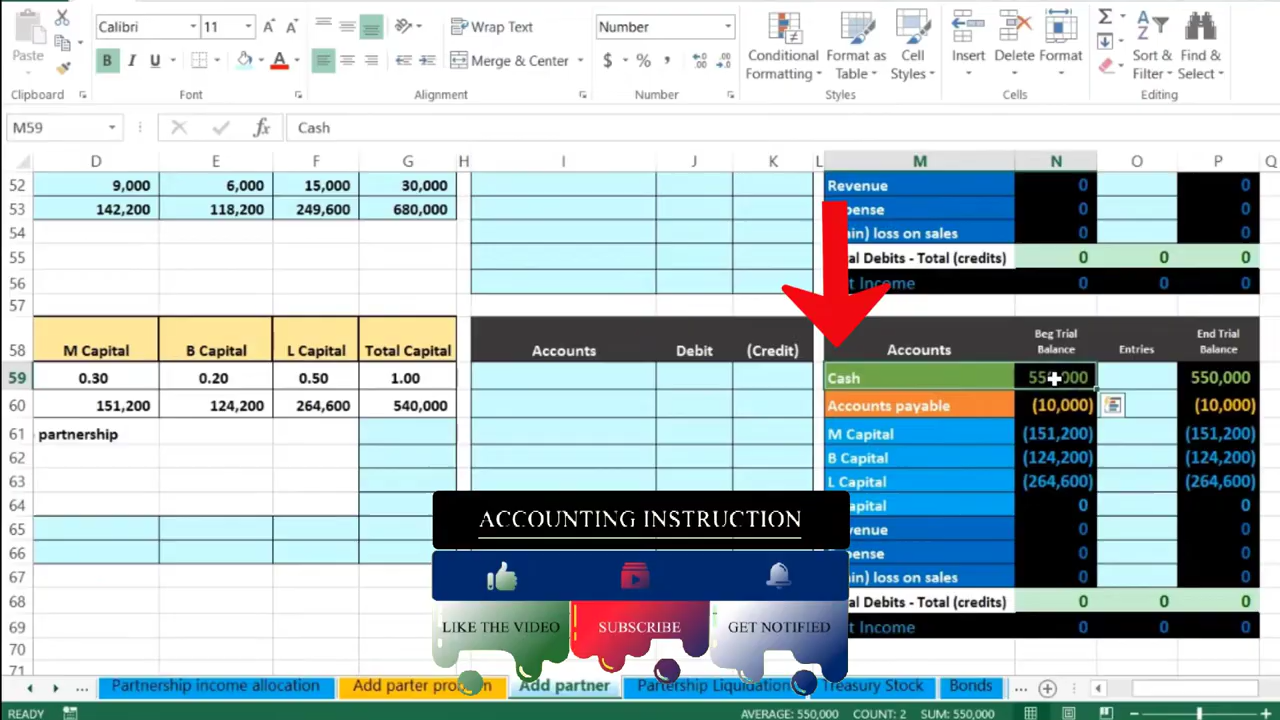 Calibri 11 Wrap Text Number
Paste B I U Merge & Center $ % , Conditional Formatting Format as Table Cell Styles Insert Delete Format Sort & Filter Find & Select
Clipboard Font Alignment Number Styles Cells Editing
M59 fx Cash
D E F G H I J K L M N O P Q
52 9,000 6,000 15,000 30,000 Revenue 0 0
53 142,200 118,200 249,600 680,000 pense 0 0
54 ain) loss on sales 0 0
55 al Debits - Total (credits) 0 0 0
56 t Income 0 0
57
58 M Capital B Capital L Capital Total Capital Accounts Debit (Credit) Accounts Beg Trial Balance Entries End Trial Balance
59 0.30 0.20 0.50 1.00 Cash 550,000 550,000
60 151,200 124,200 264,600 540,000 Accounts payable (10,000) (10,000)
61 partnership M Capital (151,200) (151,200)
62 B Capital (124,200) (124,200)
63 L Capital (264,600) (264,600)
64 apital 0 0
65 venue 0 0
66 ense 0 0
67 ain) loss on sales 0 0
68 al Debits - Total (credits) 0 0 0
69 t Income 0 0
70
71
ACCOUNTING INSTRUCTION
LIKE THE VIDEO SUBSCRIBE GET NOTIFIED
... Partnership income allocation Add parter problem Add partner Partership Liquidation Treasury Stock Bonds ...
READY AVERAGE: 550,000 COUNT: 2 SUM: 550,000